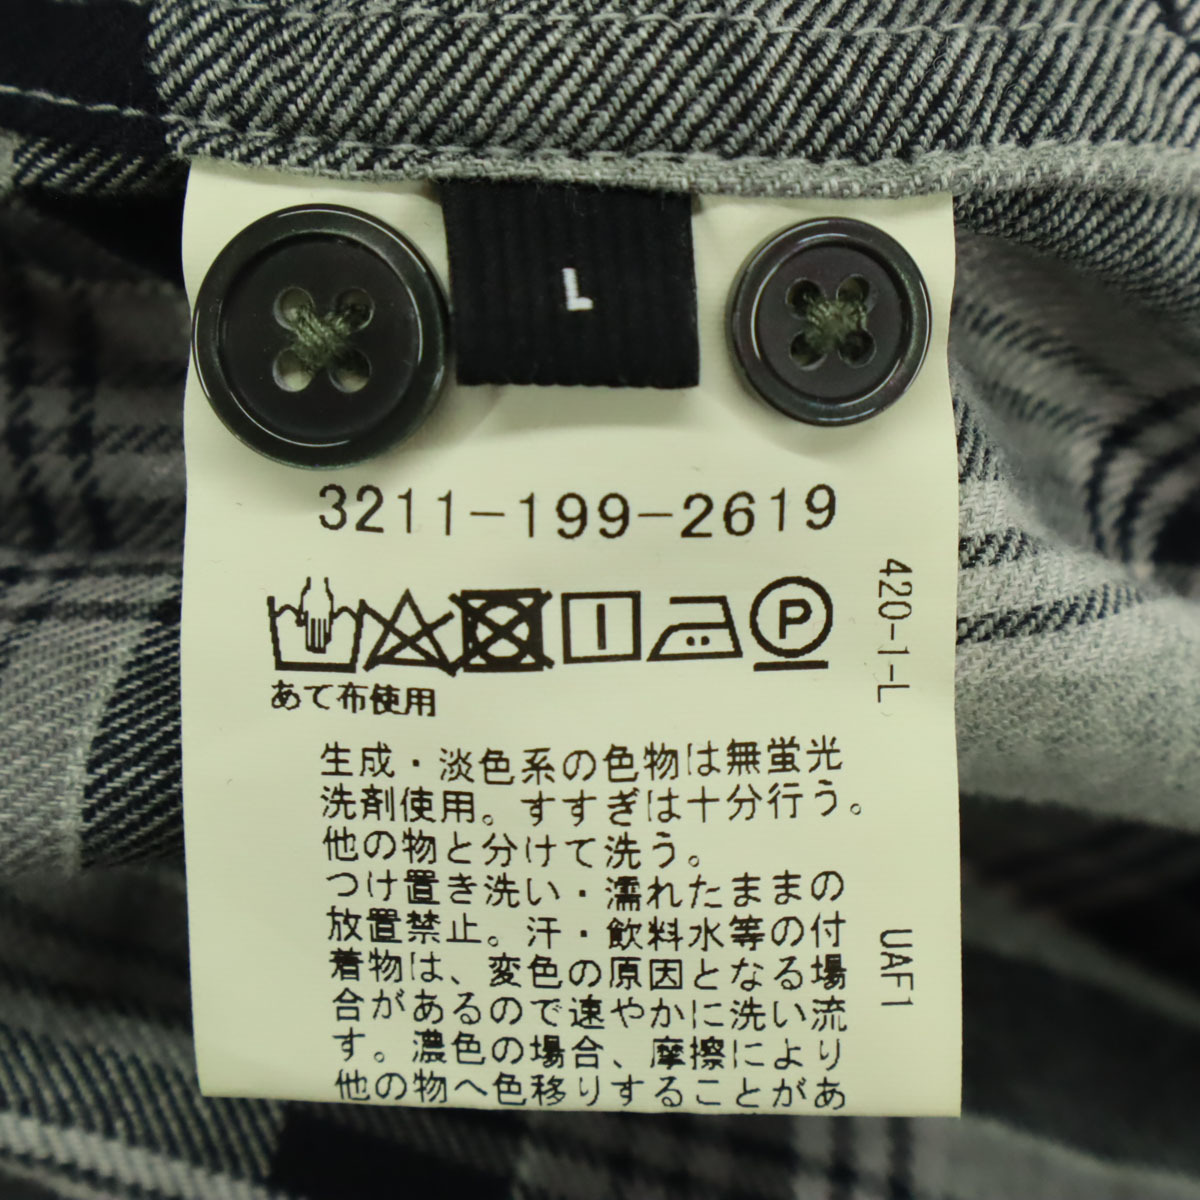 L
3211-199-2619
P
あて布使用
生成・淡色系の色物は無蛍光
洗剤使用。すすぎは十分行う。
他の物と分けて洗う。
つけ置き洗い・濡れたままの
放置禁止。汗・飲料水等の付
着物は、変色の原因となる場
合があるので速やかに洗い流
す。濃色の場合、摩擦により
他の物へ色移りすることがあ
420-1-L
UAF1